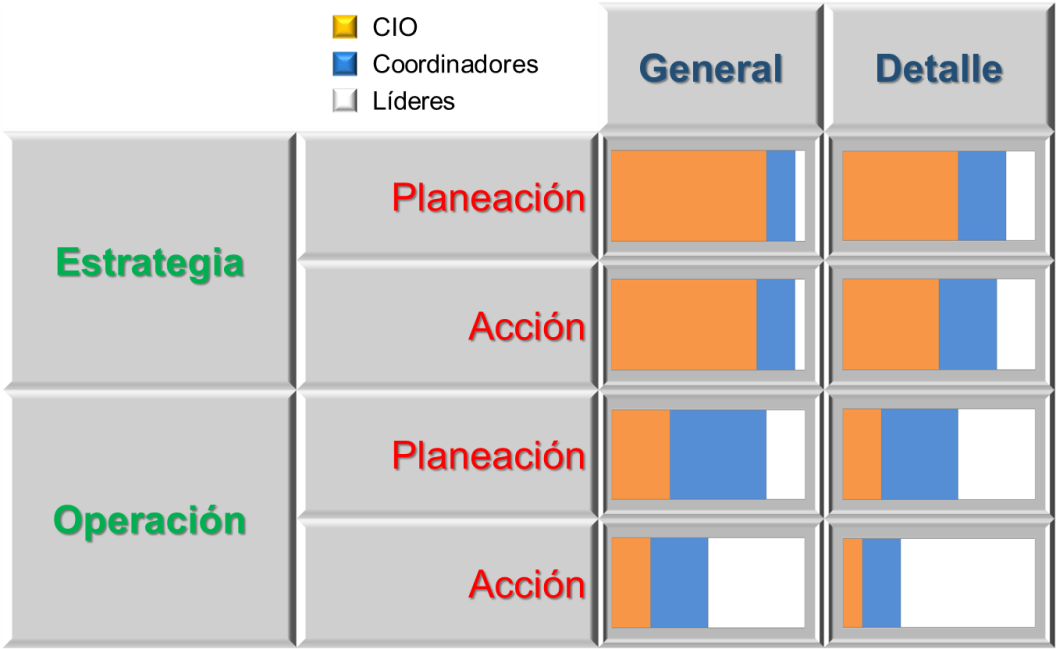 CIO
Coordinadores
Líderes
General
Detalle
Estrategia
Planeación
Acción
Operación
Planeación
Acción